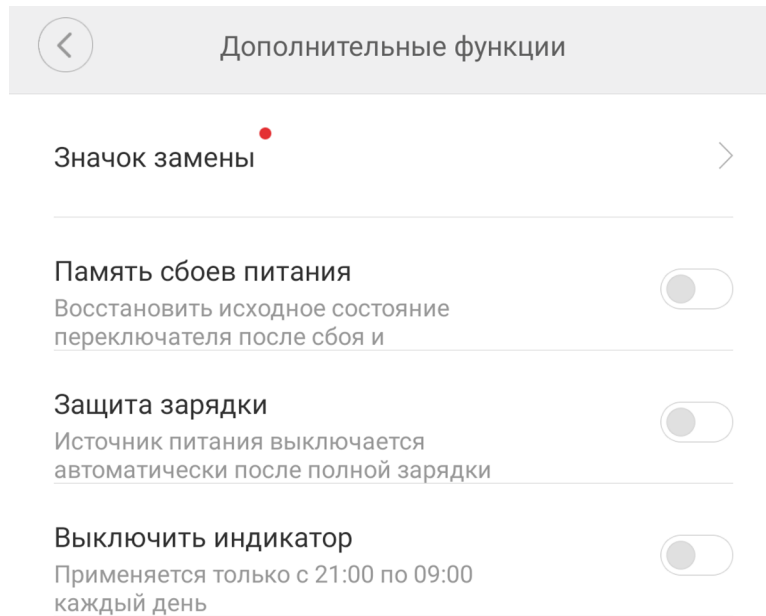 Дополнительные функции
Значок замены
Память сбоев питания
Восстановить исходное состояние
переключателя после сбоя и
Защита зарядки
Источник питания выключается
автоматически после полной зарядки
Выключить индикатор
Применяется только с 21:00 по 09:00
каждый день